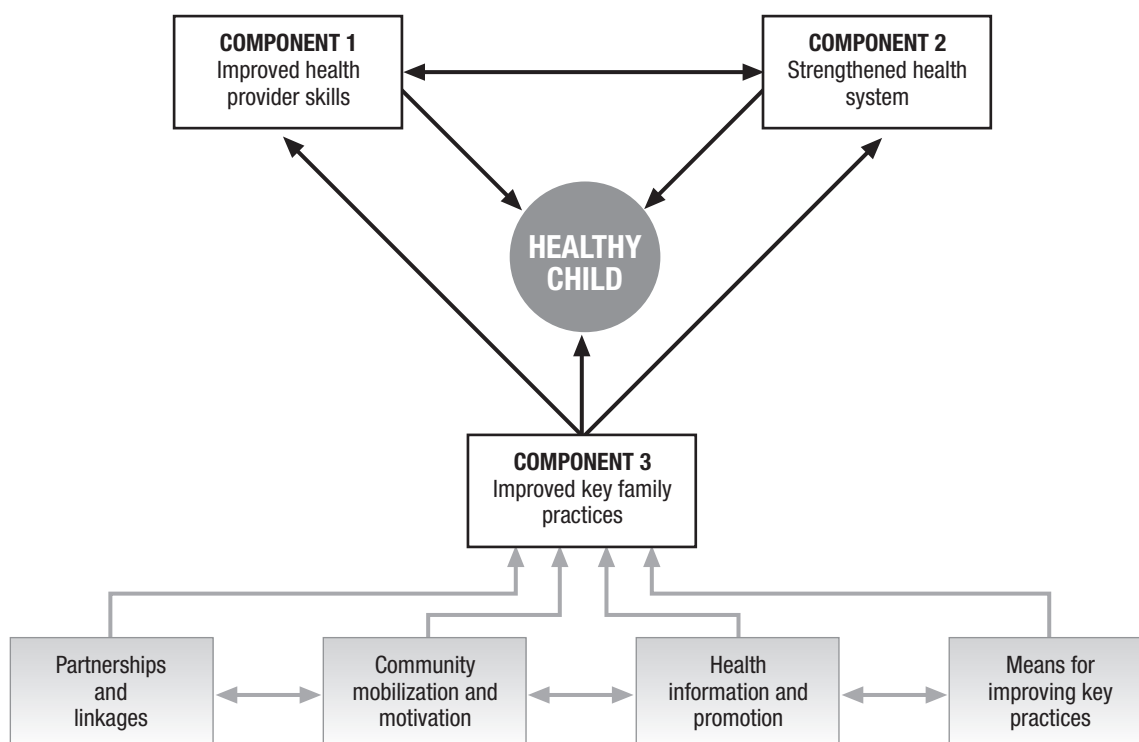 COMPONENT 1
Improved health
provider skills
COMPONENT 2
Strengthened health
system
HEALTHY
CHILD
COMPONENT 3
Improved key family
practices
Partnerships
and
linkages
Community
mobilization and
motivation
Health
information and
promotion
Means for
improving key
practices